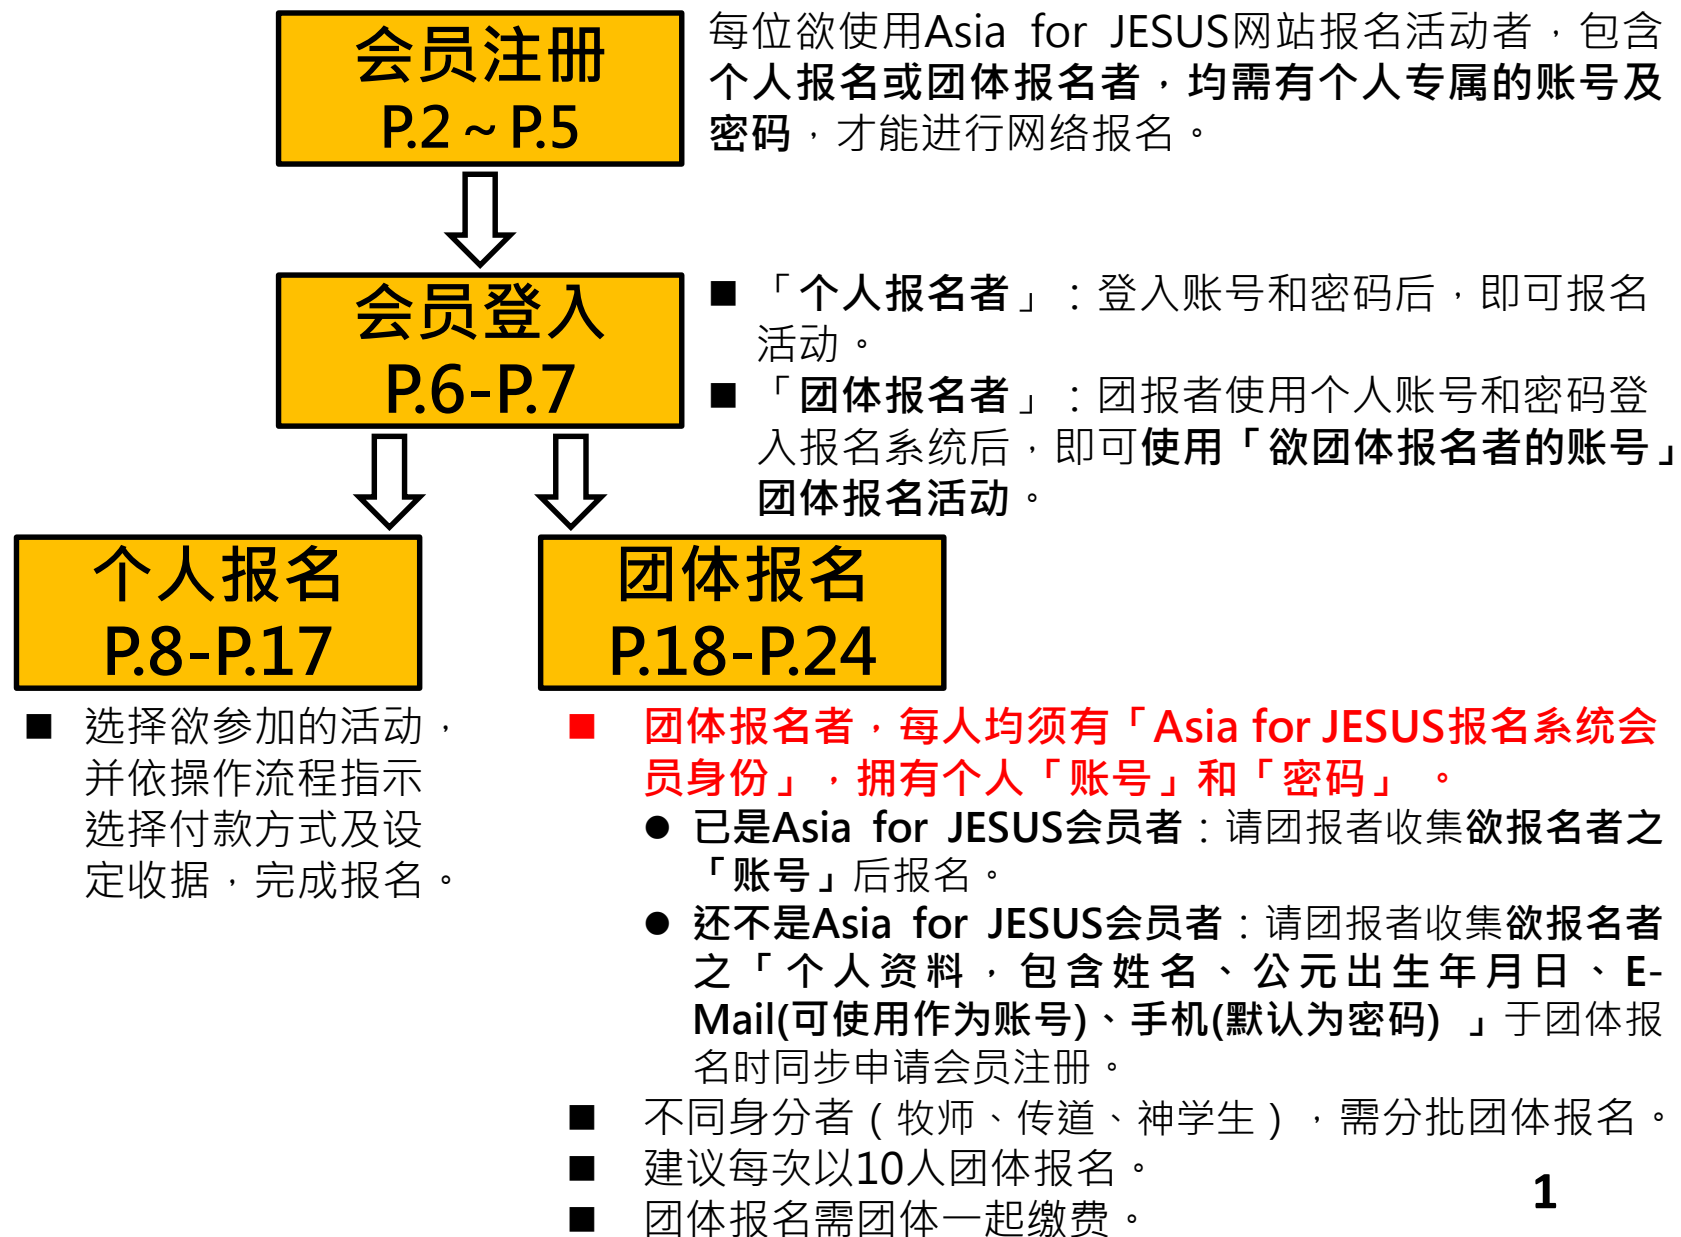 会员注册
P.2~P.5
每位欲使用Asia for JESUS网站报名活动者，包含
个人报名或团体报名者，均需有个人专属的账号及
密码，才能进行网络报名。
会员登入
P.6-P.7
■ 「个人报名者」：登入账号和密码后，即可报名
活动。
■ 「团体报名者」：团报者使用个人账号和密码登
入报名系统后，即可使用「欲团体报名者的账号」
团体报名活动。
个人报名
P.8-P.17
■ 选择欲参加的活动，
并依操作流程指示
选择付款方式及设
定收据，完成报名。
团体报名
P.18-P.24
■ 团体报名者，每人均须有「Asia for JESUS报名系统会
员身份」，拥有个人「账号」和「密码」 。
● 已是Asia for JESUS会员者：请团报者收集欲报名者之
「账号」后报名。
● 还不是Asia for JESUS会员者：请团报者收集欲报名者
之「个人资料，包含姓名、公元出生年月日、E-
Mail(可使用作为账号)、手机(默认为密码) 」于团体报
名时同步申请会员注册。
■ 不同身分者（牧师、传道、神学生），需分批团体报名。
■ 建议每次以10人团体报名。
■ 团体报名需团体一起缴费。
1